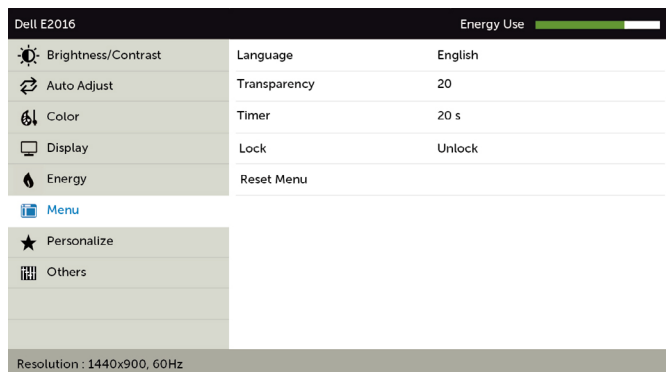 Dell E2016 Energy Use
Brightness/Contrast
Auto Adjust
Color
Display
Energy
Menu
Personalize
Others
Language English
Transparency 20
Timer 20 s
Lock Unlock
Reset Menu
Resolution : 1440x900, 60Hz